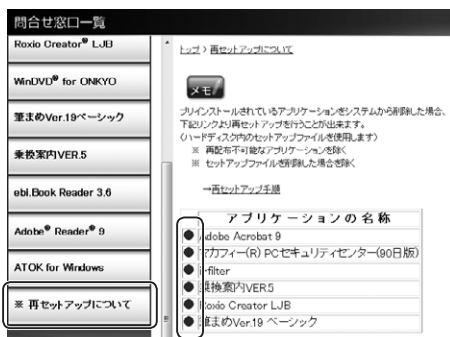 問合せ窓口一覧
Roxio Creator® LJB
WinDVD® for ONKYO
筆まめVer.19ベーシック
乗換案内VER.5
ebI.Book Reader 3.6
Adobe® Reader® 9
ATOK for Windows
※ 再セットアップについて
トップ > 再セットアップについて
メモ
プリインストールされているアプリケーションをシステムから削除した場合、
下記リンクより再セットアップを行うことが出来ます。
(ハードディスク内のセットアップファイルを使用します)
※ 再配布不可能なアプリケーションを除く
※ セットアップファイルを削除した場合を除く
→再セットアップ手順
アプリケーションの名称
● Adobe Acrobat 9
● マカフィー(R) PCセキュリティセンター(90日版)
● i-filter
● 乗換案内VER.5
● Roxio Creator LJB
● 筆まめVer.19 ベーシック